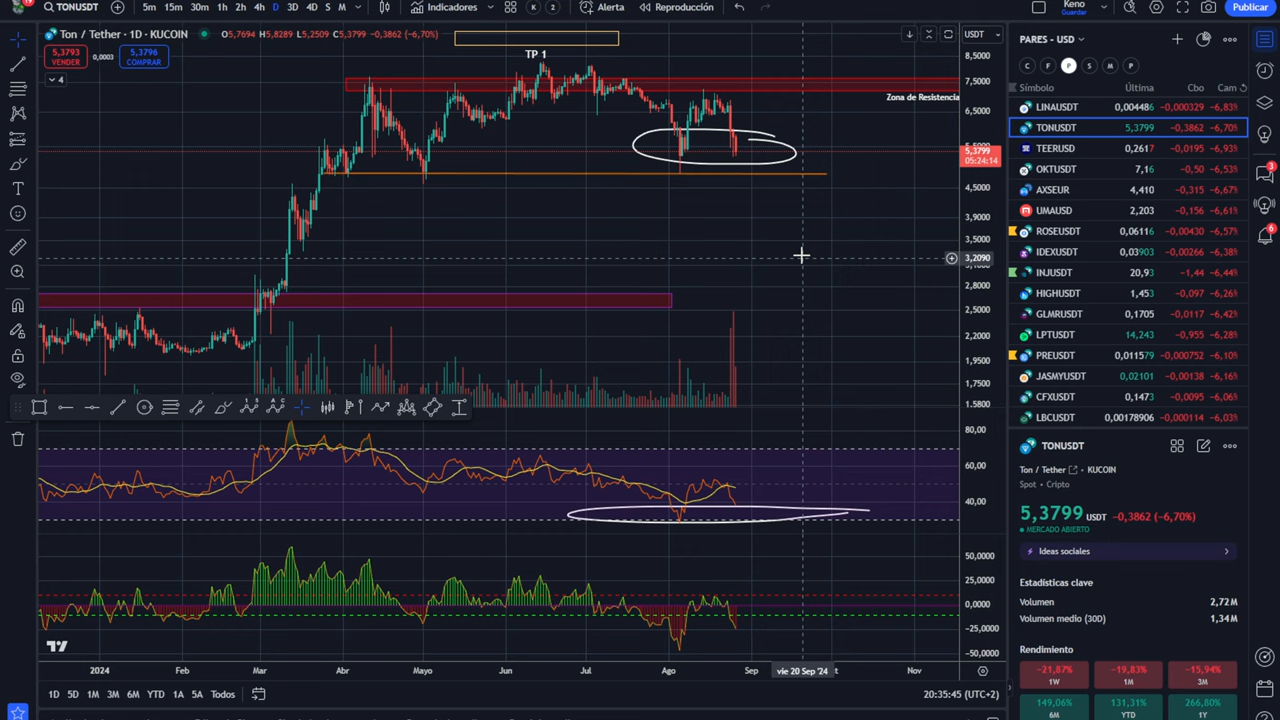 TONUSDT 5m 15m 30m 1h 2h 4h D 3D 4D S M Indicadores K 2 Alerta Reproducción Keno Guardar Publicar
Ton / Tether · 1D · KUCOIN O5,7694 H5,8289 L5,2509 C5,3799 -0,3862 (-6,70%) USDT
5,3793 VENDER 0,0003 5,3796 COMPRAR
4
TP 1
Zona de Resistencia
8,5000
7,5000
6,5000
5,3799
05:24:14
4,5000
3,9000
3,5000
3,2090
2,8000
2,5000
2,2000
1,9500
1,7500
1.5800
80,00
60,00
40,00
50,0000
25,0000
0,0000
-25,0000
-50,0000
2024 Feb Mar Abr Mayo Jun Jul Ago Sep vie 20 Sep '24 Nov
1D 5D 1M 3M 6M YTD 1A 5A Todos 20:35:45 (UTC+2)
PARES - USD
C F P S M P
Símbolo Última Cbo Cam
LINAUSDT 0,004486 -0,000329 -6,83%
TONUSDT 5,3799 -0,3862 -6,70%
TEERUSD 0,2617 -0,0195 -6,93%
OKTUSDT 7,16 -0,50 -6,53%
AXSEUR 4,410 -0,315 -6,67%
UMAUSD 2,203 -0,156 -6,61%
ROSEUSDT 0,06116 -0,00430 -6,57%
IDEXUSDT 0,03903 -0,00266 -6,38%
INJUSDT 20,93 -1,44 -6,44%
HIGHUSDT 1,453 -0,097 -6,26%
GLMRUSDT 0,1705 -0,0117 -6,42%
LPTUSDT 14,243 -0,955 -6,28%
PREUSDT 0,011579 -0,000752 -6,10%
JASMYUSDT 0,02101 -0,00138 -6,16%
CFXUSDT 0,1473 -0,0095 -6,06%
LBCUSDT 0,00178906 -0,000114 -6,03%
TONUSDT
Ton / Tether KUCOIN
Spot • Cripto
5,3799 USDT -0,3862 (-6,70%)
MERCADO ABIERTO
Ideas sociales
Estadísticas clave
Volumen 2,72 M
Volumen medio (30D) 1,34 M
Rendimiento
-21,87% 1W
-19,83% 1M
-15,94% 3M
149,06% 6M
131,31% YTD
266,80% 1Y
3
6